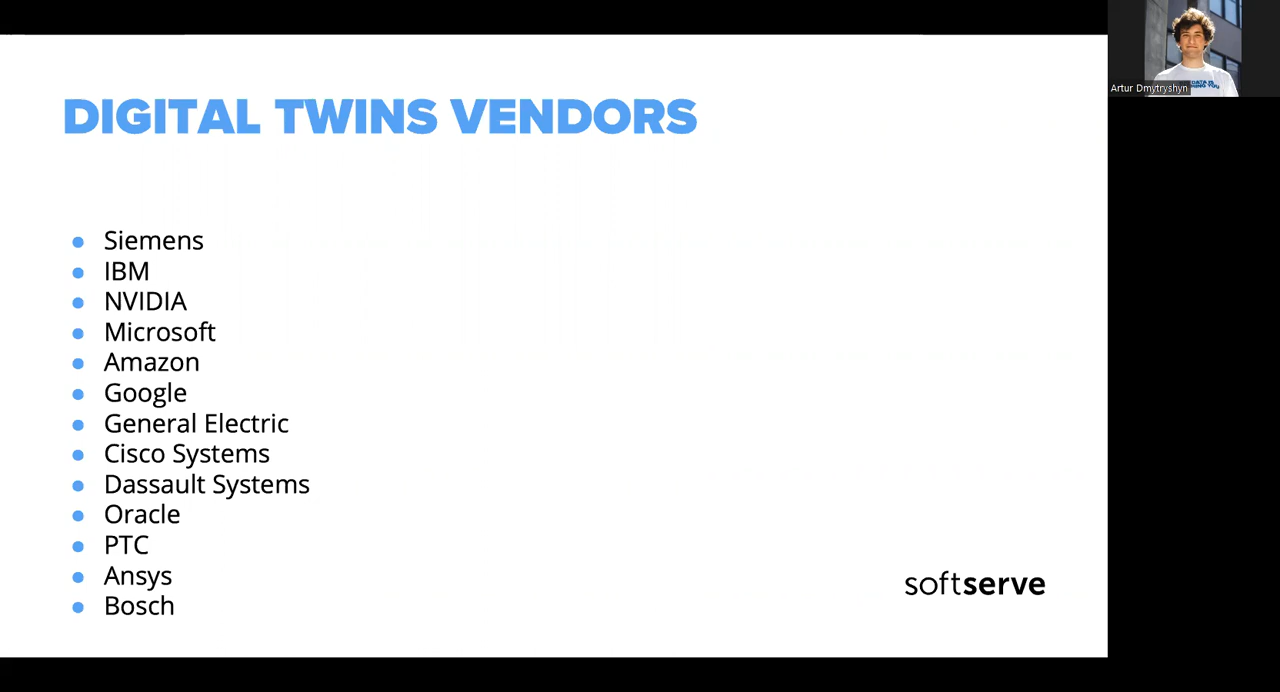 DIGITAL TWINS VENDORS
Siemens
IBM
NVIDIA
Microsoft
Amazon
Google
General Electric
Cisco Systems
Dassault Systems
Oracle
PTC
Ansys
Bosch
softserve
Artur Dmytryshyn